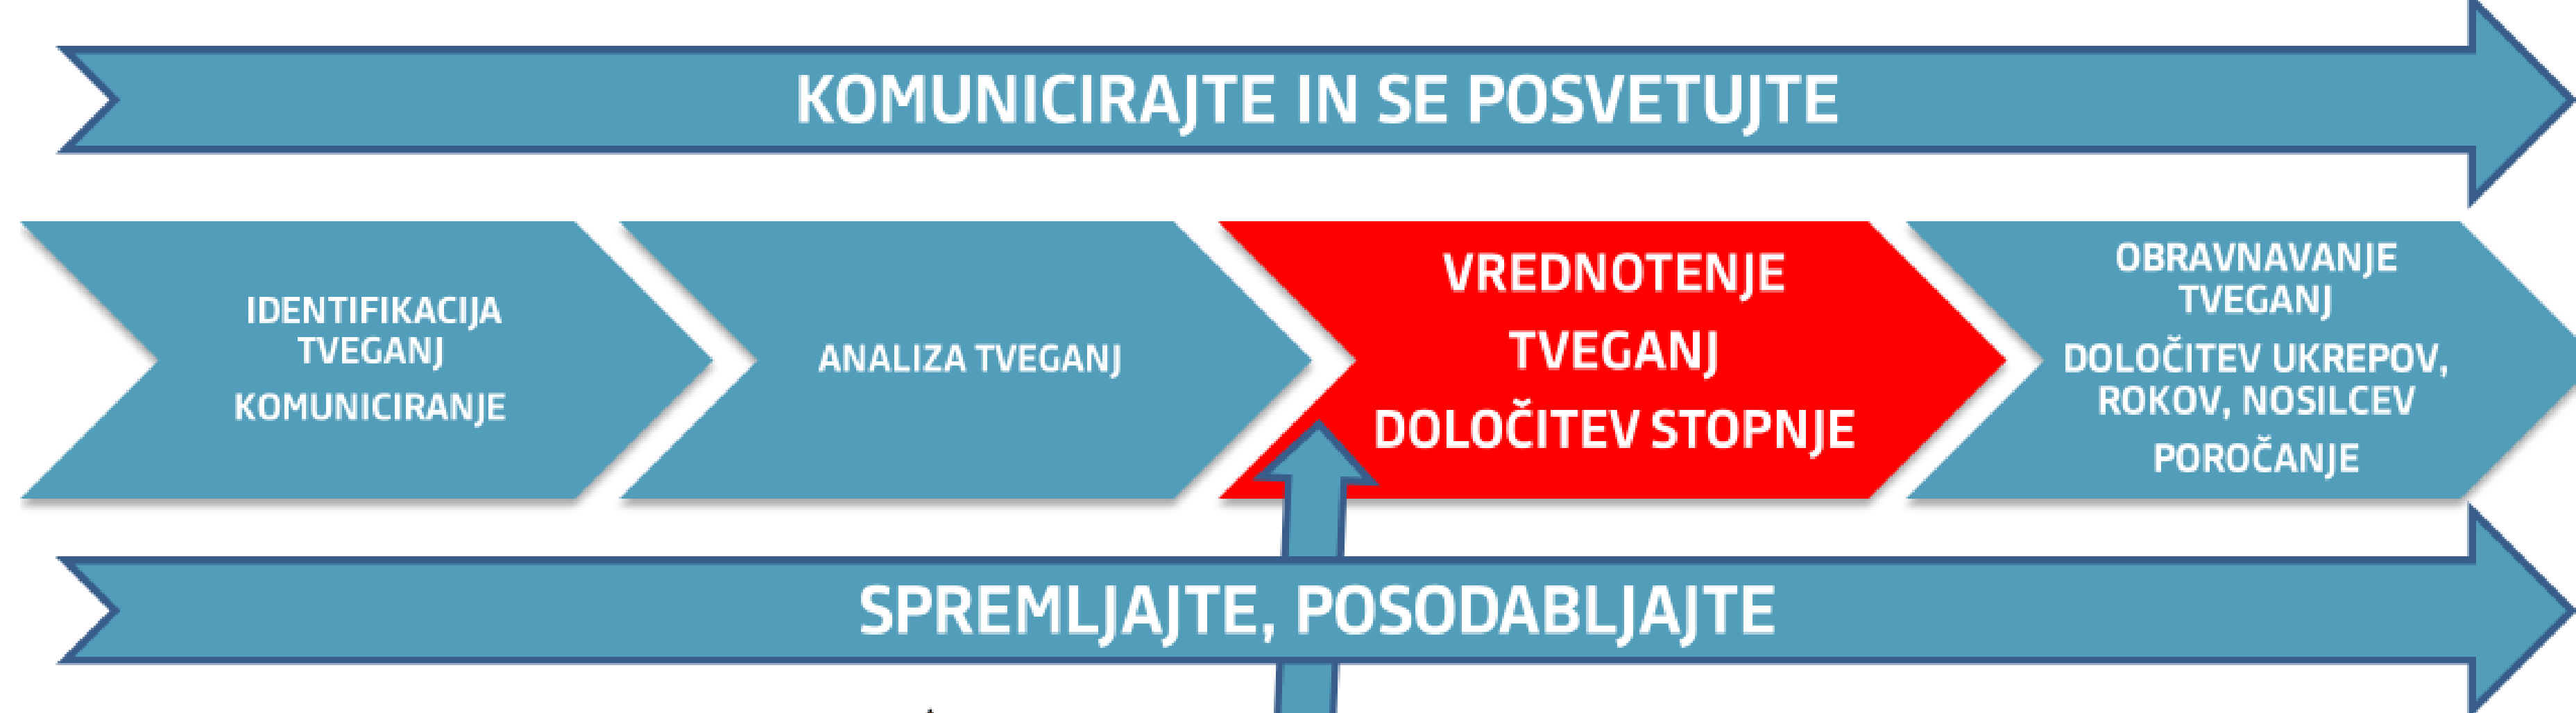 KOMUNICIRAJTE IN SE POSVETUJTE
IDENTIFIKACIJA
TVEGANJ
KOMUNICIRANJE
ANALIZA TVEGANJ
VREDNOTENJE
TVEGANJ
DOLOČITEV STOPNJE
OBRAVNAVANJE
TVEGANJ
DOLOČITEV UKREPOV,
ROKOV, NOSILCEV
POROČANJE
SPREMLJAJTE, POSODABLJAJTE